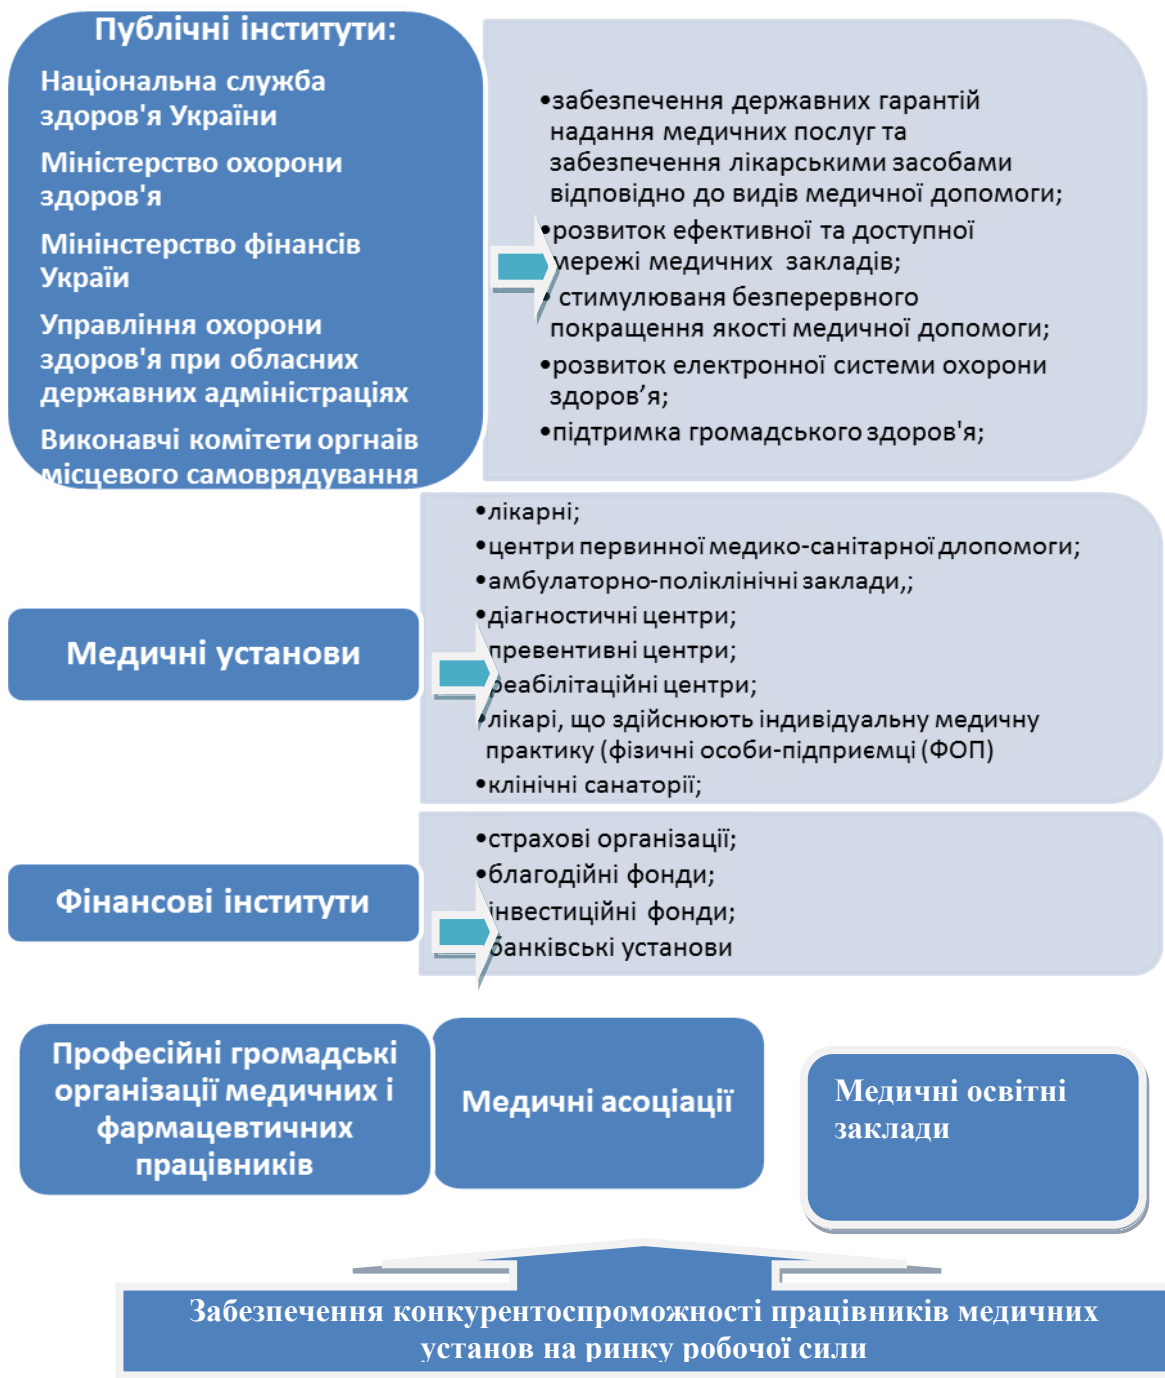 Публічні інститути:
Національна служба
здоров'я України
Міністерство охорони
здоров'я
Мінінстерство фінансів
Україи
Управління охорони
здоров'я при обласних
державних адміністраціях
Виконавчі комітети оргнаів
місцевого самоврядування
•забезпечення державних гарантій
надання медичних послуг та
забезпечення лікарськими засобами
відповідно до видів медичної допомоги;
•розвиток ефективної та доступної
мережі медичних закладів;
• стимулюваня безперервного
покращення якості медичної допомоги;
•розвиток електронної системи охорони
здоров’я;
•підтримка громадського здоров'я;
Медичні установи
•лікарні;
•центри первинної медико-санітарної длопомоги;
•амбулаторно-поліклінічні заклади,;
•діагностичні центри;
•превентивні центри;
•реабілітаційні центри;
•лікарі, що здійснюють індивідуальну медичну
практику (фізичні особи-підприємці (ФОП)
•клінічні санаторії;
Фінансові інститути
•страхові організації;
•благодійні фонди;
•інвестиційні фонди;
•банківські установи
Професійні громадські
організації медичних і
фармацевтичних
працівників
Медичні асоціації
Медичні освітні
заклади
Забезпечення конкурентоспроможності працівників медичних
установ на ринку робочої сили